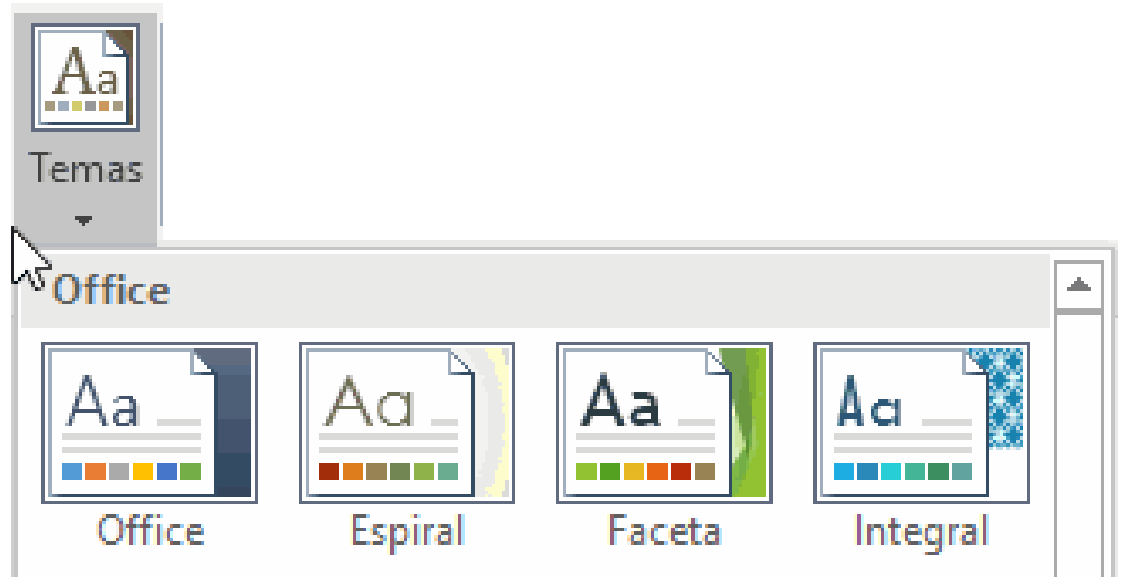 Aa
Temas
Office
Aa Aa Aa Aa
Office Espiral Faceta Integral